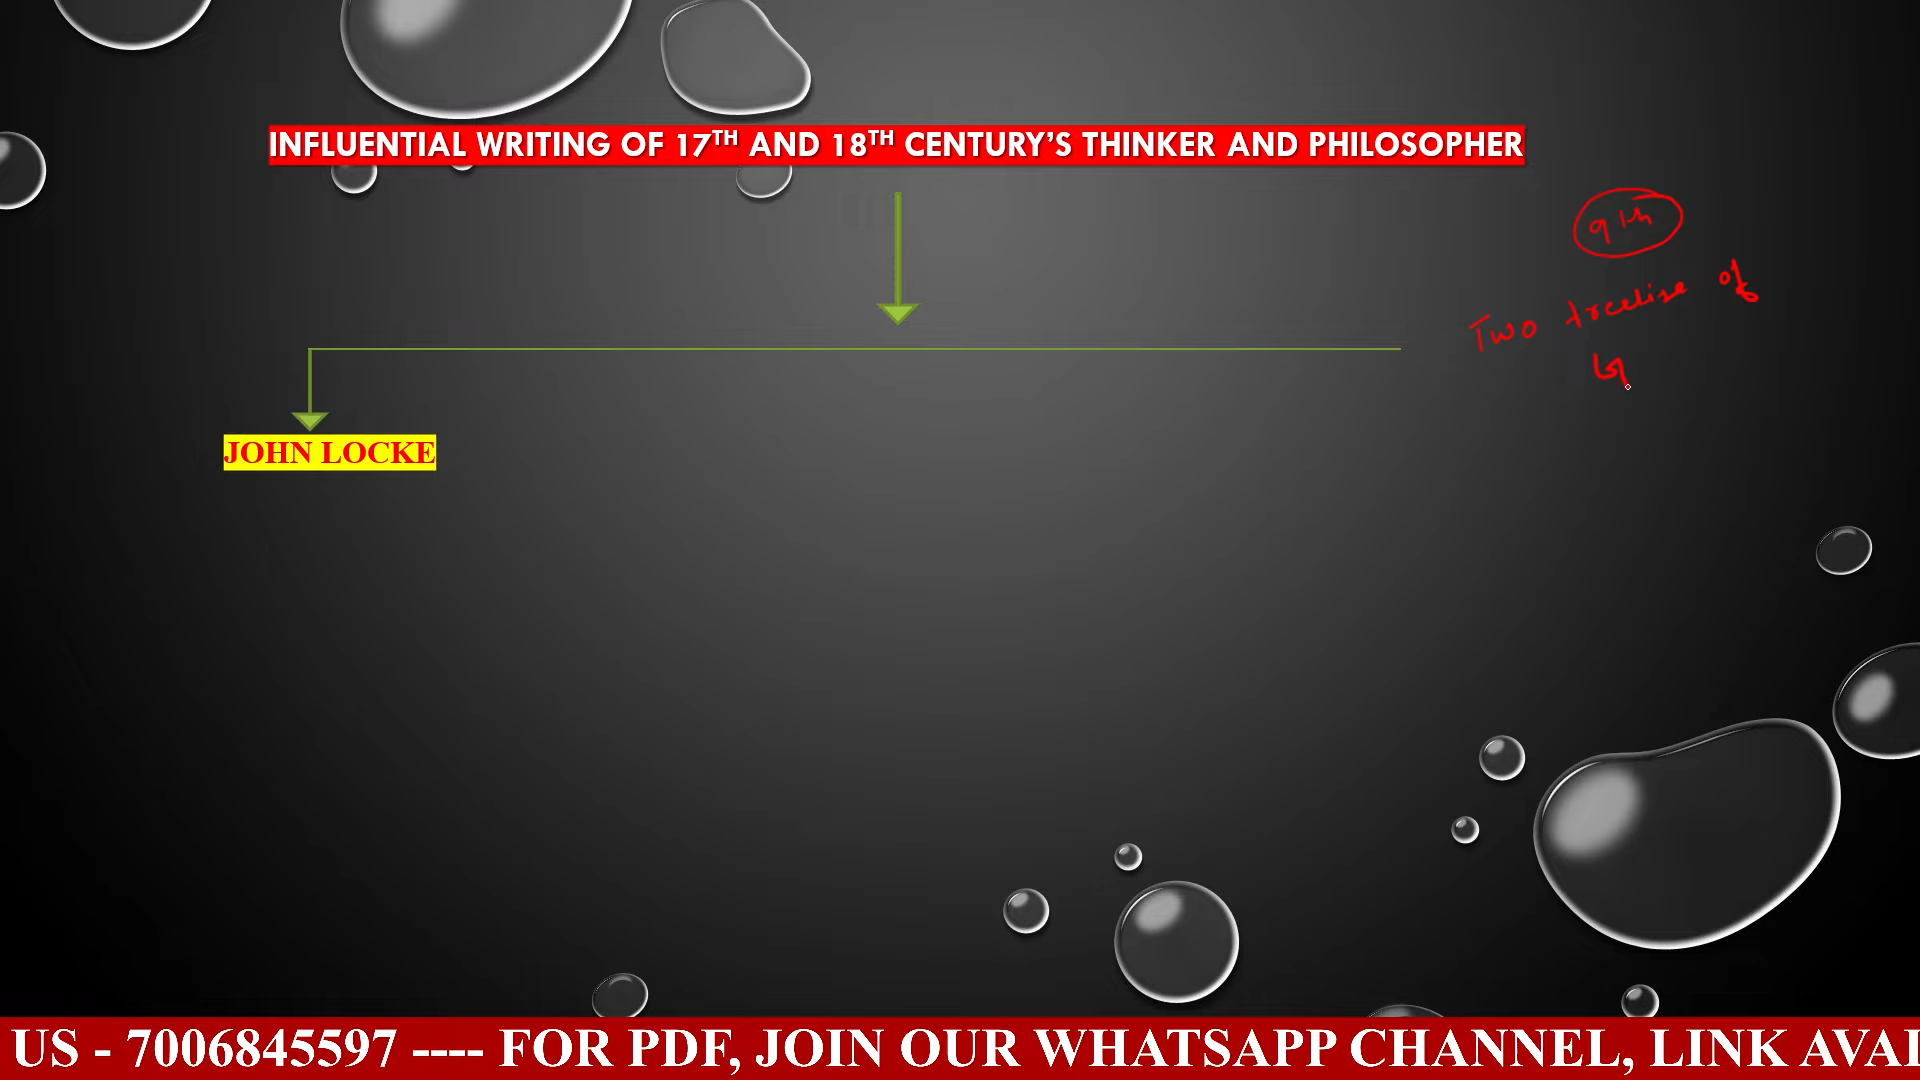 INFLUENTIAL WRITING OF 17TH AND 18TH CENTURY’S THINKER AND PHILOSOPHER
9th
Two treetise of
JOHN LOCKE
US - 7006845597 ---- FOR PDF, JOIN OUR WHATSAPP CHANNEL, LINK AVAI